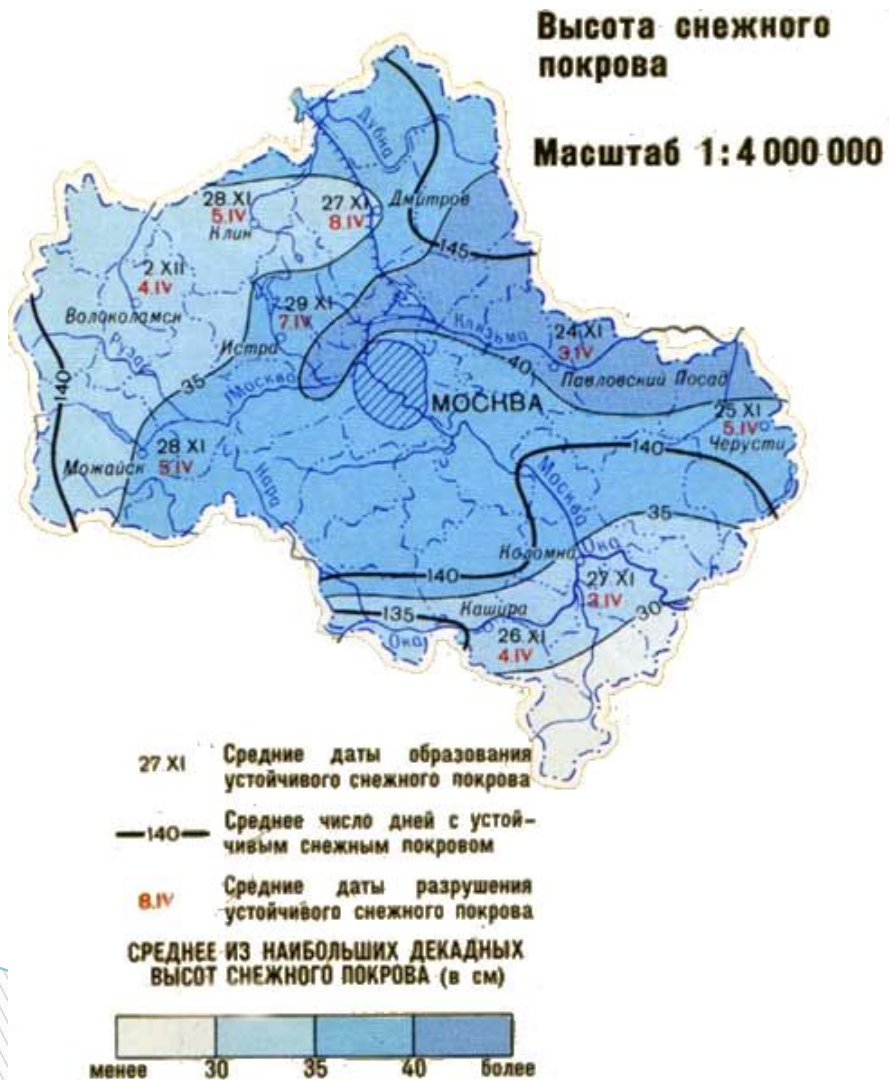 Высота снежного
покрова
Масштаб 1:4 000 000
Дубна
28 XI
5.IV
Клин
27 XI
8.IV
Дмитров
145
2 XII
4.IV
Волоколамск
29 XI
7.IV
Истра
Клязьма
24 XI
3.IV
Павловский Посад
Руза
35
Москва
40
МОСКВА
140
25 XI
5.IV
Черусти
28 XI
Можайск
Нара
140
Москва
35
Коломна
Ока
140
27 XI
3.IV
135
Кашира
30
Ока
26 XI
4.IV
27 XI
Средние даты образования
устойчивого снежного покрова
140
Среднее число дней с устой-
чивым снежным покровом
8.IV
Средние даты разрушения
устойчивого снежного покрова
СРЕДНЕЕ ИЗ НАИБОЛЬШИХ ДЕКАДНЫХ
ВЫСОТ СНЕЖНОГО ПОКРОВА (в см)
менее 30 35 40 более